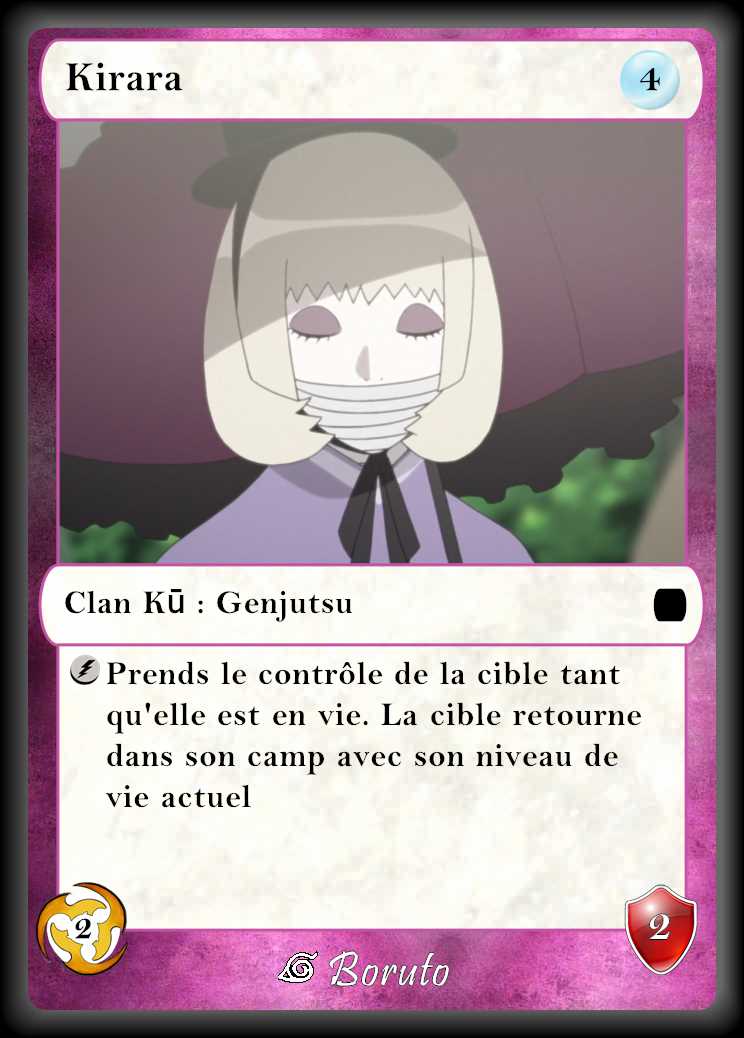 Kirara
4
Clan Kū : Genjutsu
Prends le contrôle de la cible tant
qu'elle est en vie. La cible retourne
dans son camp avec son niveau de
vie actuel
2
2
Boruto